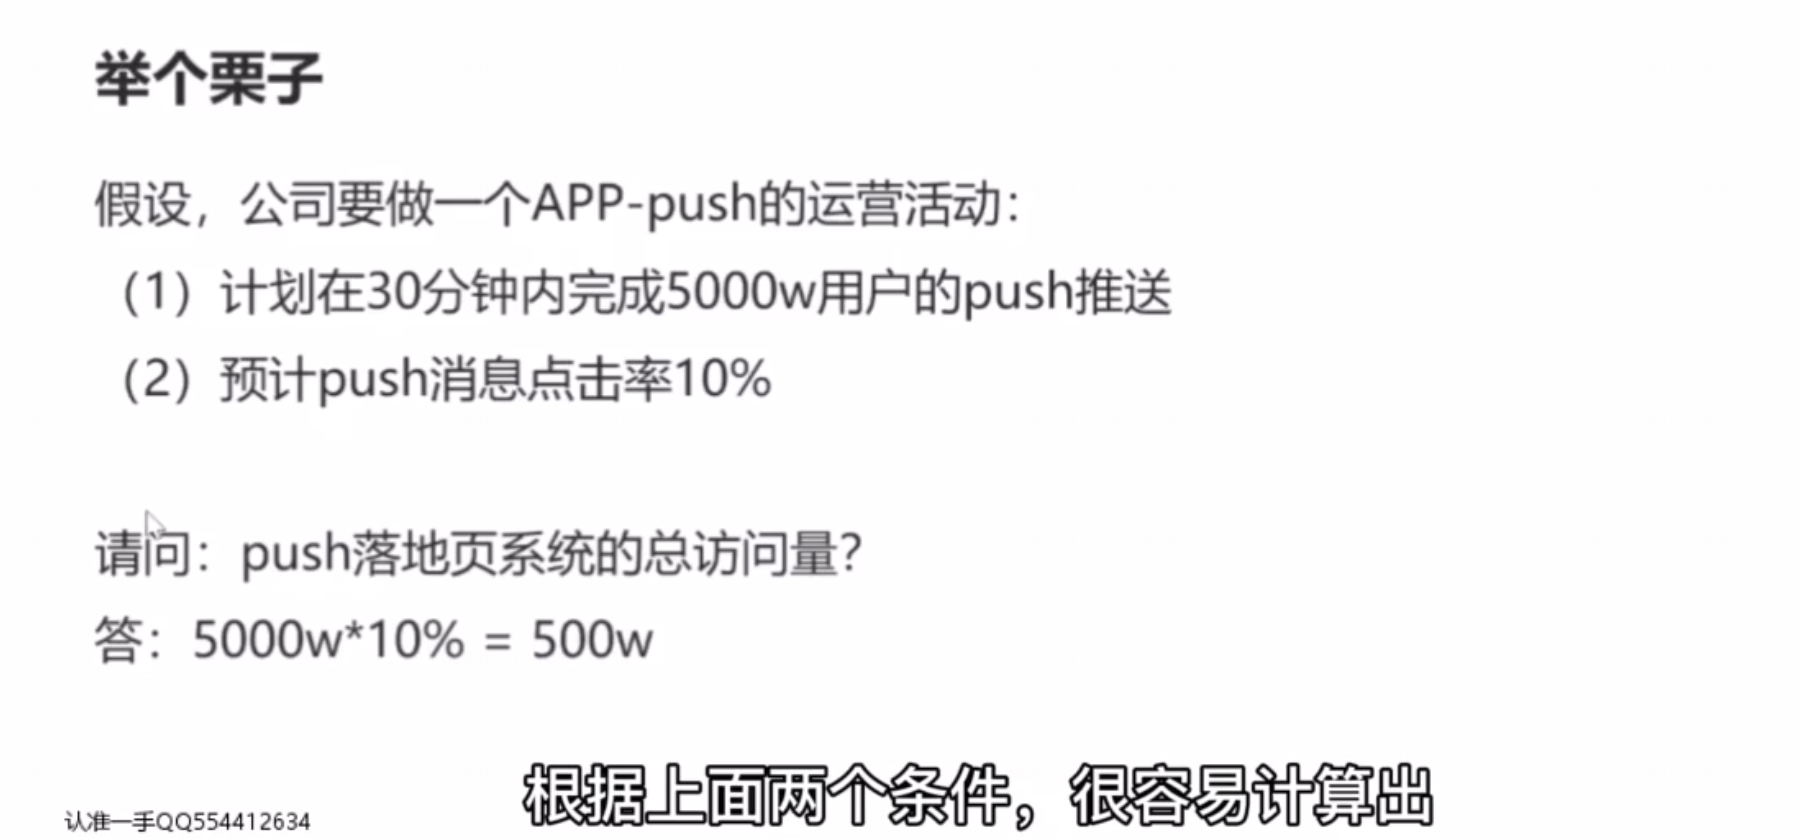 举个栗子
假设，公司要做一个APP-push的运营活动：
（1）计划在30分钟内完成5000w用户的push推送
（2）预计push消息点击率10%
请问：push落地页系统的总访问量？
答：5000w*10% = 500w
根据上面两个条件，很容易计算出
认准一手QQ554412634